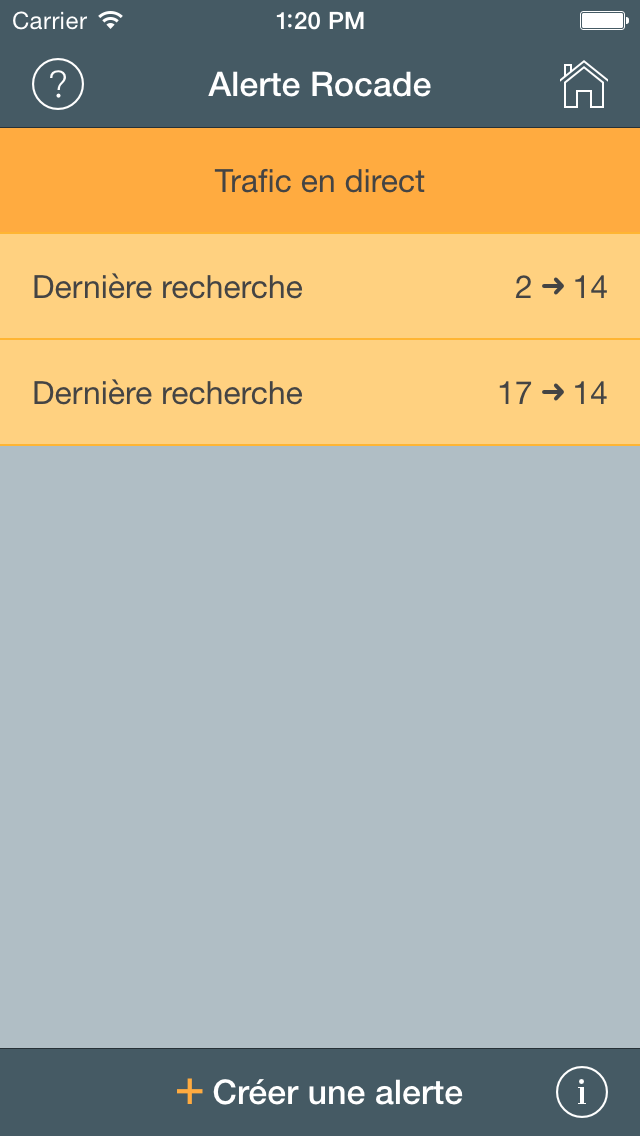 Carrier 1:20 PM
? Alerte Rocade
Trafic en direct
Dernière recherche 2 → 14
Dernière recherche 17 → 14
+ Créer une alerte i